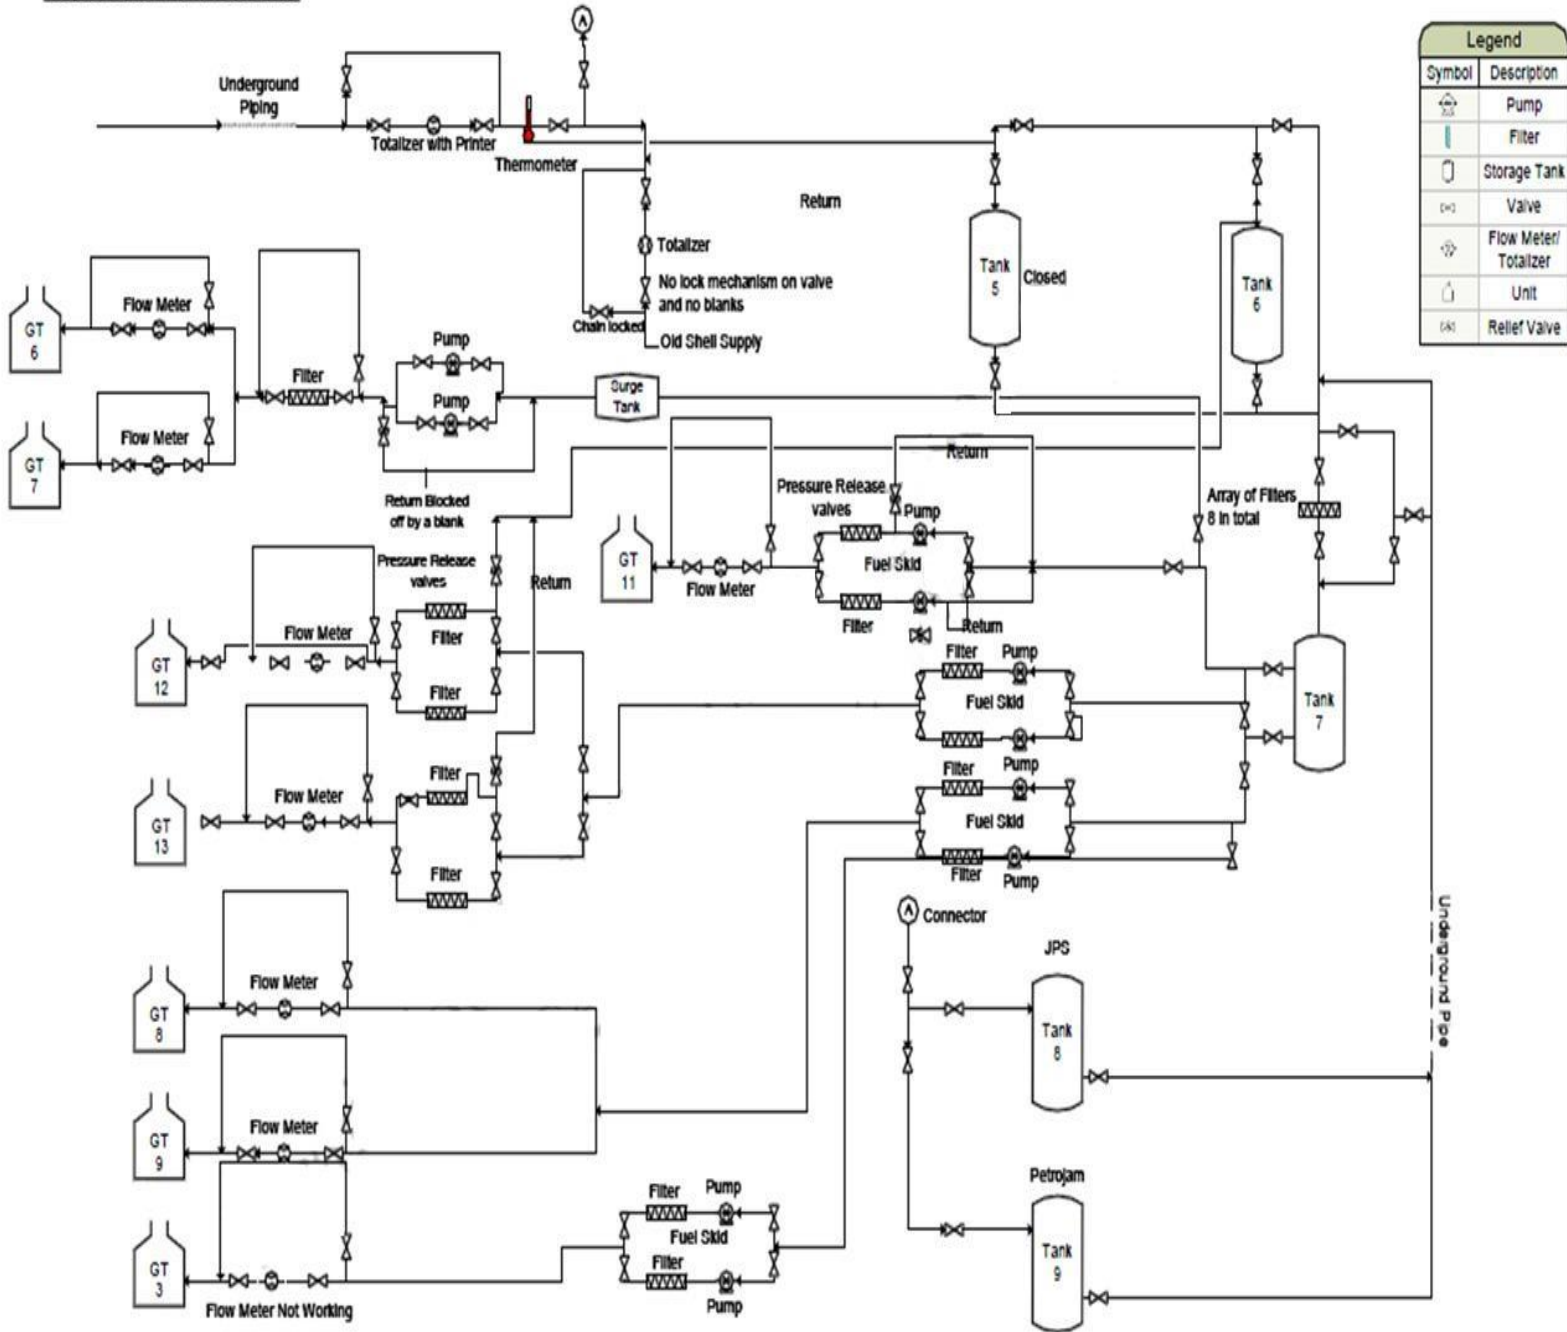 A
Legend
Symbol Description
Pump
Filter
Storage Tank
Valve
Flow Meter/
Totalizer
Unit
Relief Valve
Underground
Piping
Totalizer with Printer
Thermometer
Return
Totalizer
No lock mechanism on valve
and no blanks
Chain locked
Old Shell Supply
Tank
5
Closed
Tank
6
GT
6
Flow Meter
Filter
Pump
Pump
Surge
Tank
GT
7
Flow Meter
Return Blocked
off by a blank
Return
Pressure Release
valves
Pump
Array of Filters
8 in total
GT
11
Flow Meter
Fuel Skid
Filter
Return
Pressure Release
valves
Return
GT
12
Flow Meter
Filter
Filter
Filter
Pump
Fuel Skid
Filter
Pump
Tank
7
GT
13
Flow Meter
Filter
Filter
Pump
Fuel Skid
Filter
Pump
A
Connector
JPS
Tank
8
Underground Pipe
GT
8
Flow Meter
GT
9
Flow Meter
Petrojam
Tank
9
GT
3
Flow Meter Not Working
Filter
Pump
Fuel Skid
Filter
Pump